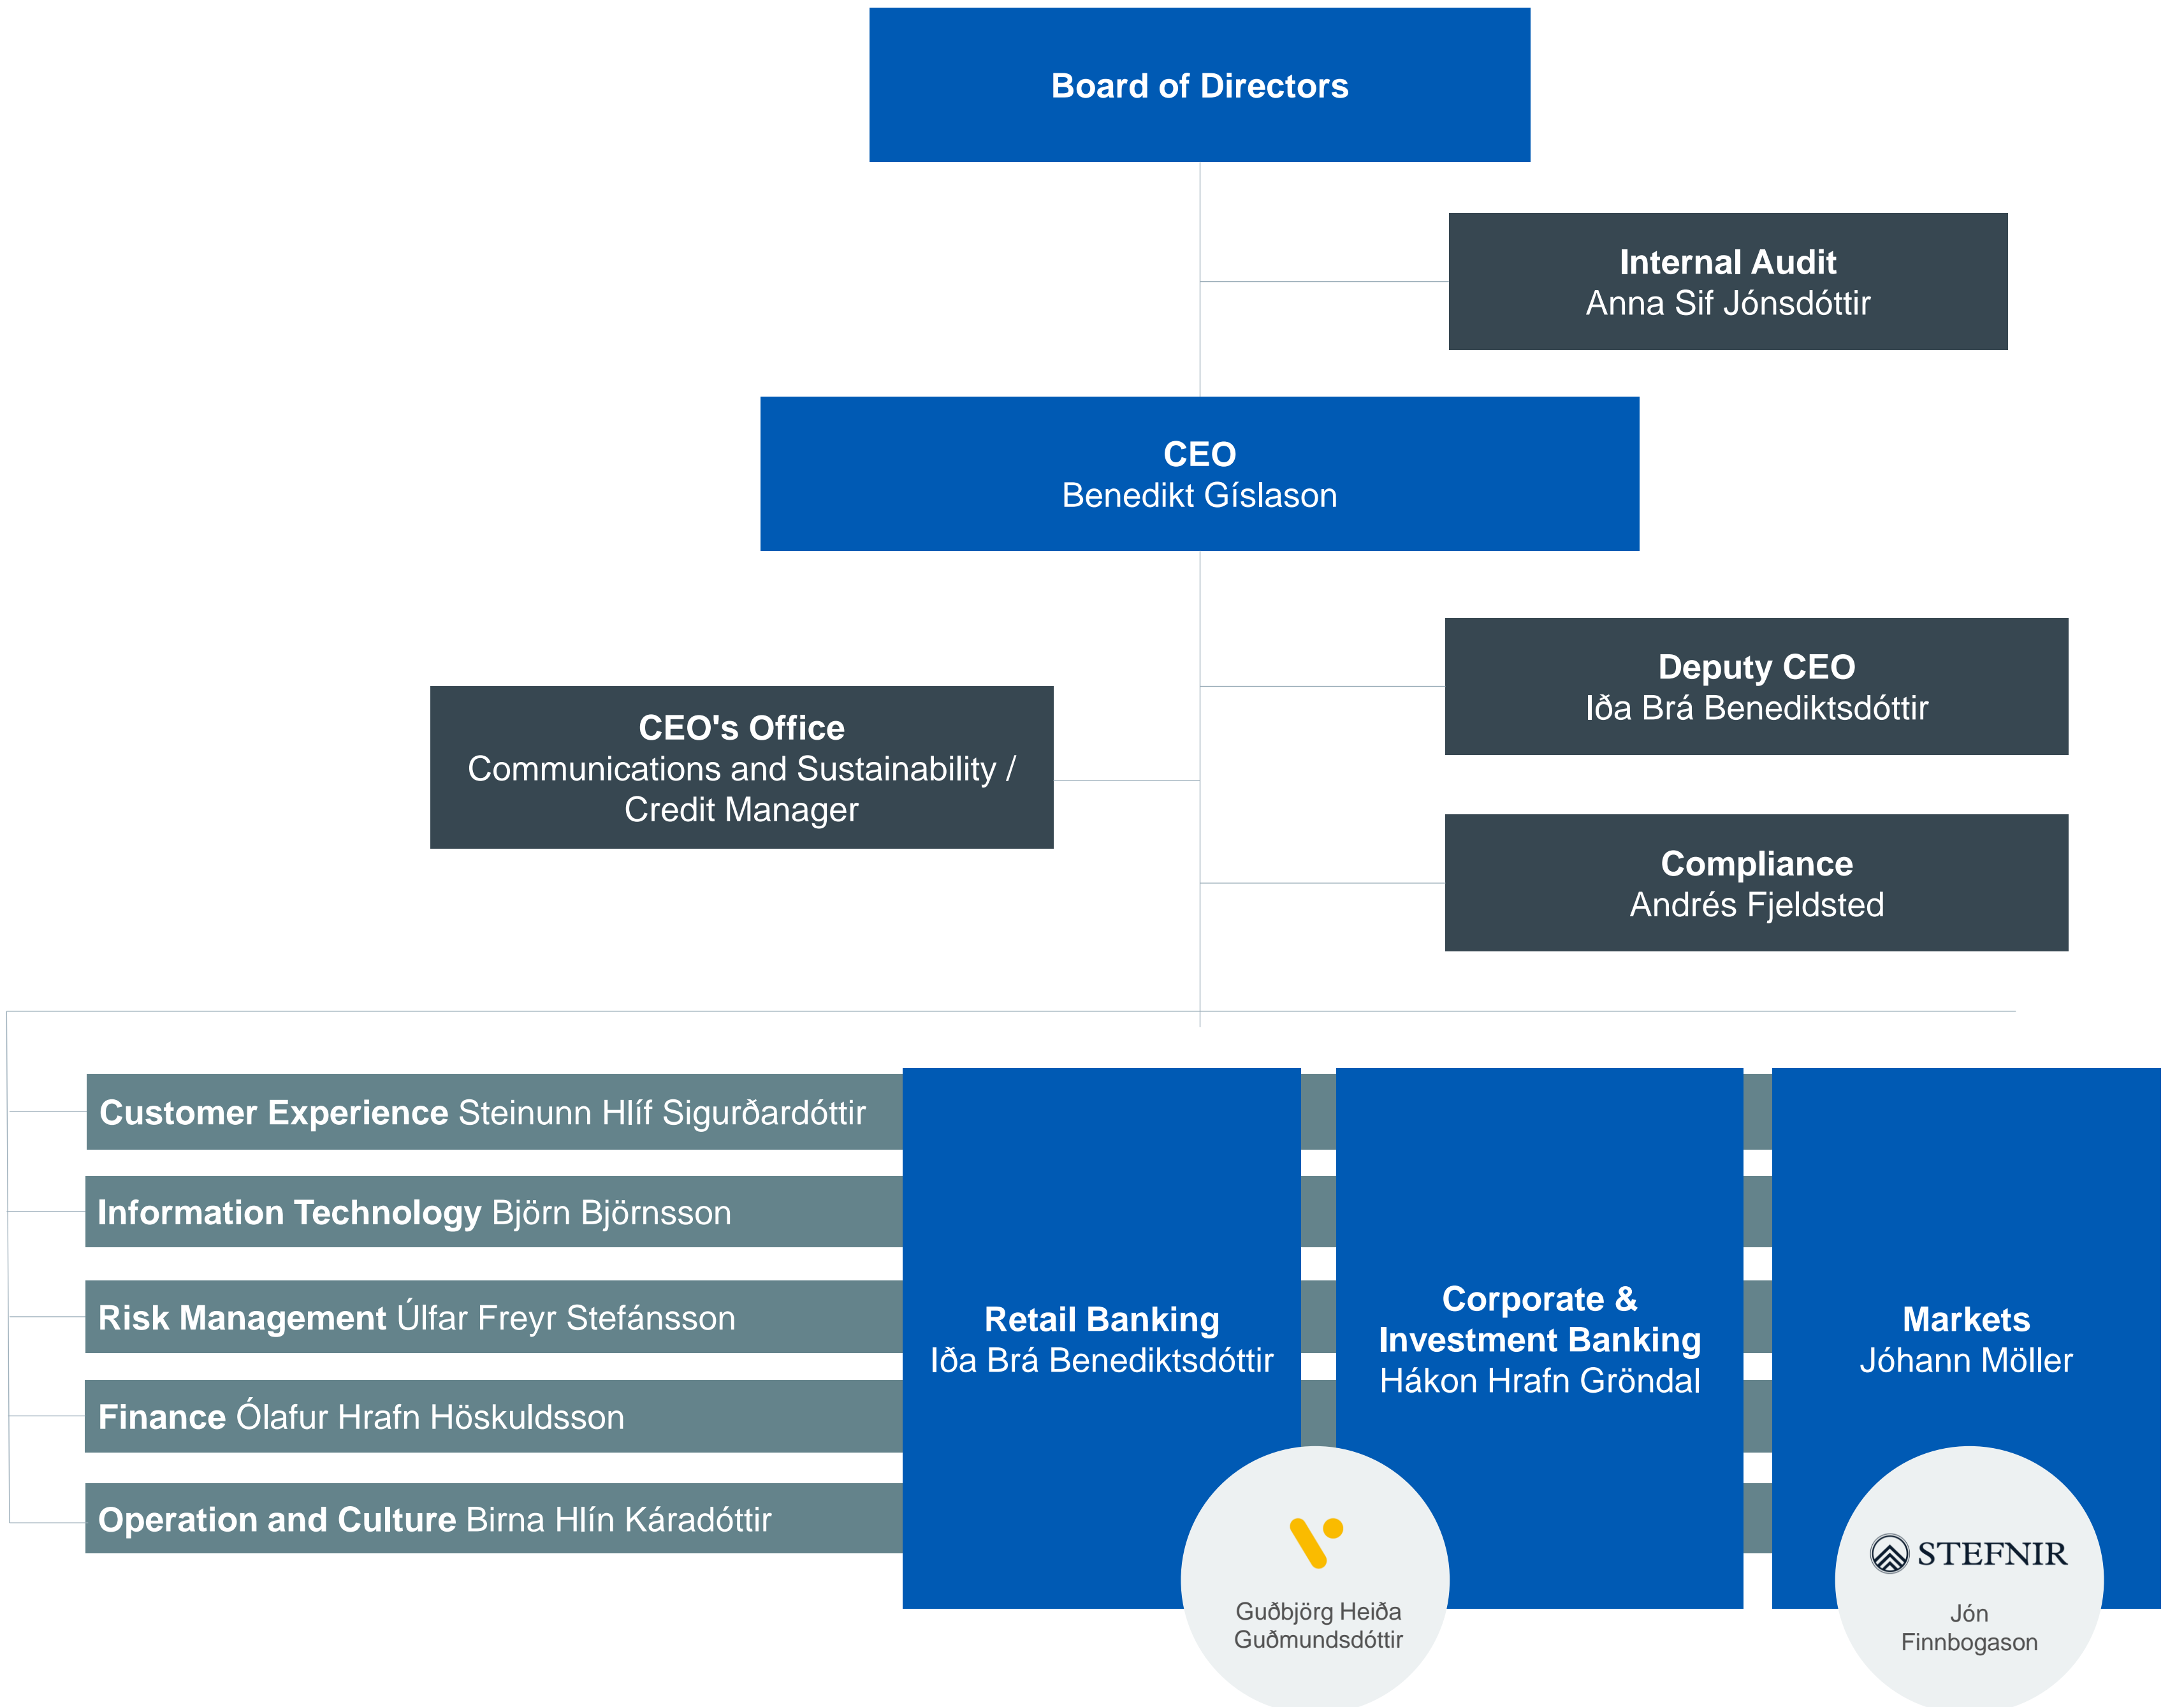 Board of Directors
Internal Audit
Anna Sif Jónsdóttir
CEO
Benedikt Gíslason
Deputy CEO
Iða Brá Benediktsdóttir
CEO's Office
Communications and Sustainability /
Credit Manager
Compliance
Andrés Fjeldsted
Customer Experience Steinunn Hlíf Sigurðardóttir
Information Technology Björn Björnsson
Risk Management Úlfar Freyr Stefánsson
Finance Ólafur Hrafn Höskuldsson
Operation and Culture Birna Hlín Káradóttir
Retail Banking
Iða Brá Benediktsdóttir
Corporate &
Investment Banking
Hákon Hrafn Gröndal
Markets
Jóhann Möller
Guðbjörg Heiða
Guðmundsdóttir
STEFNIR
Jón
Finnbogason